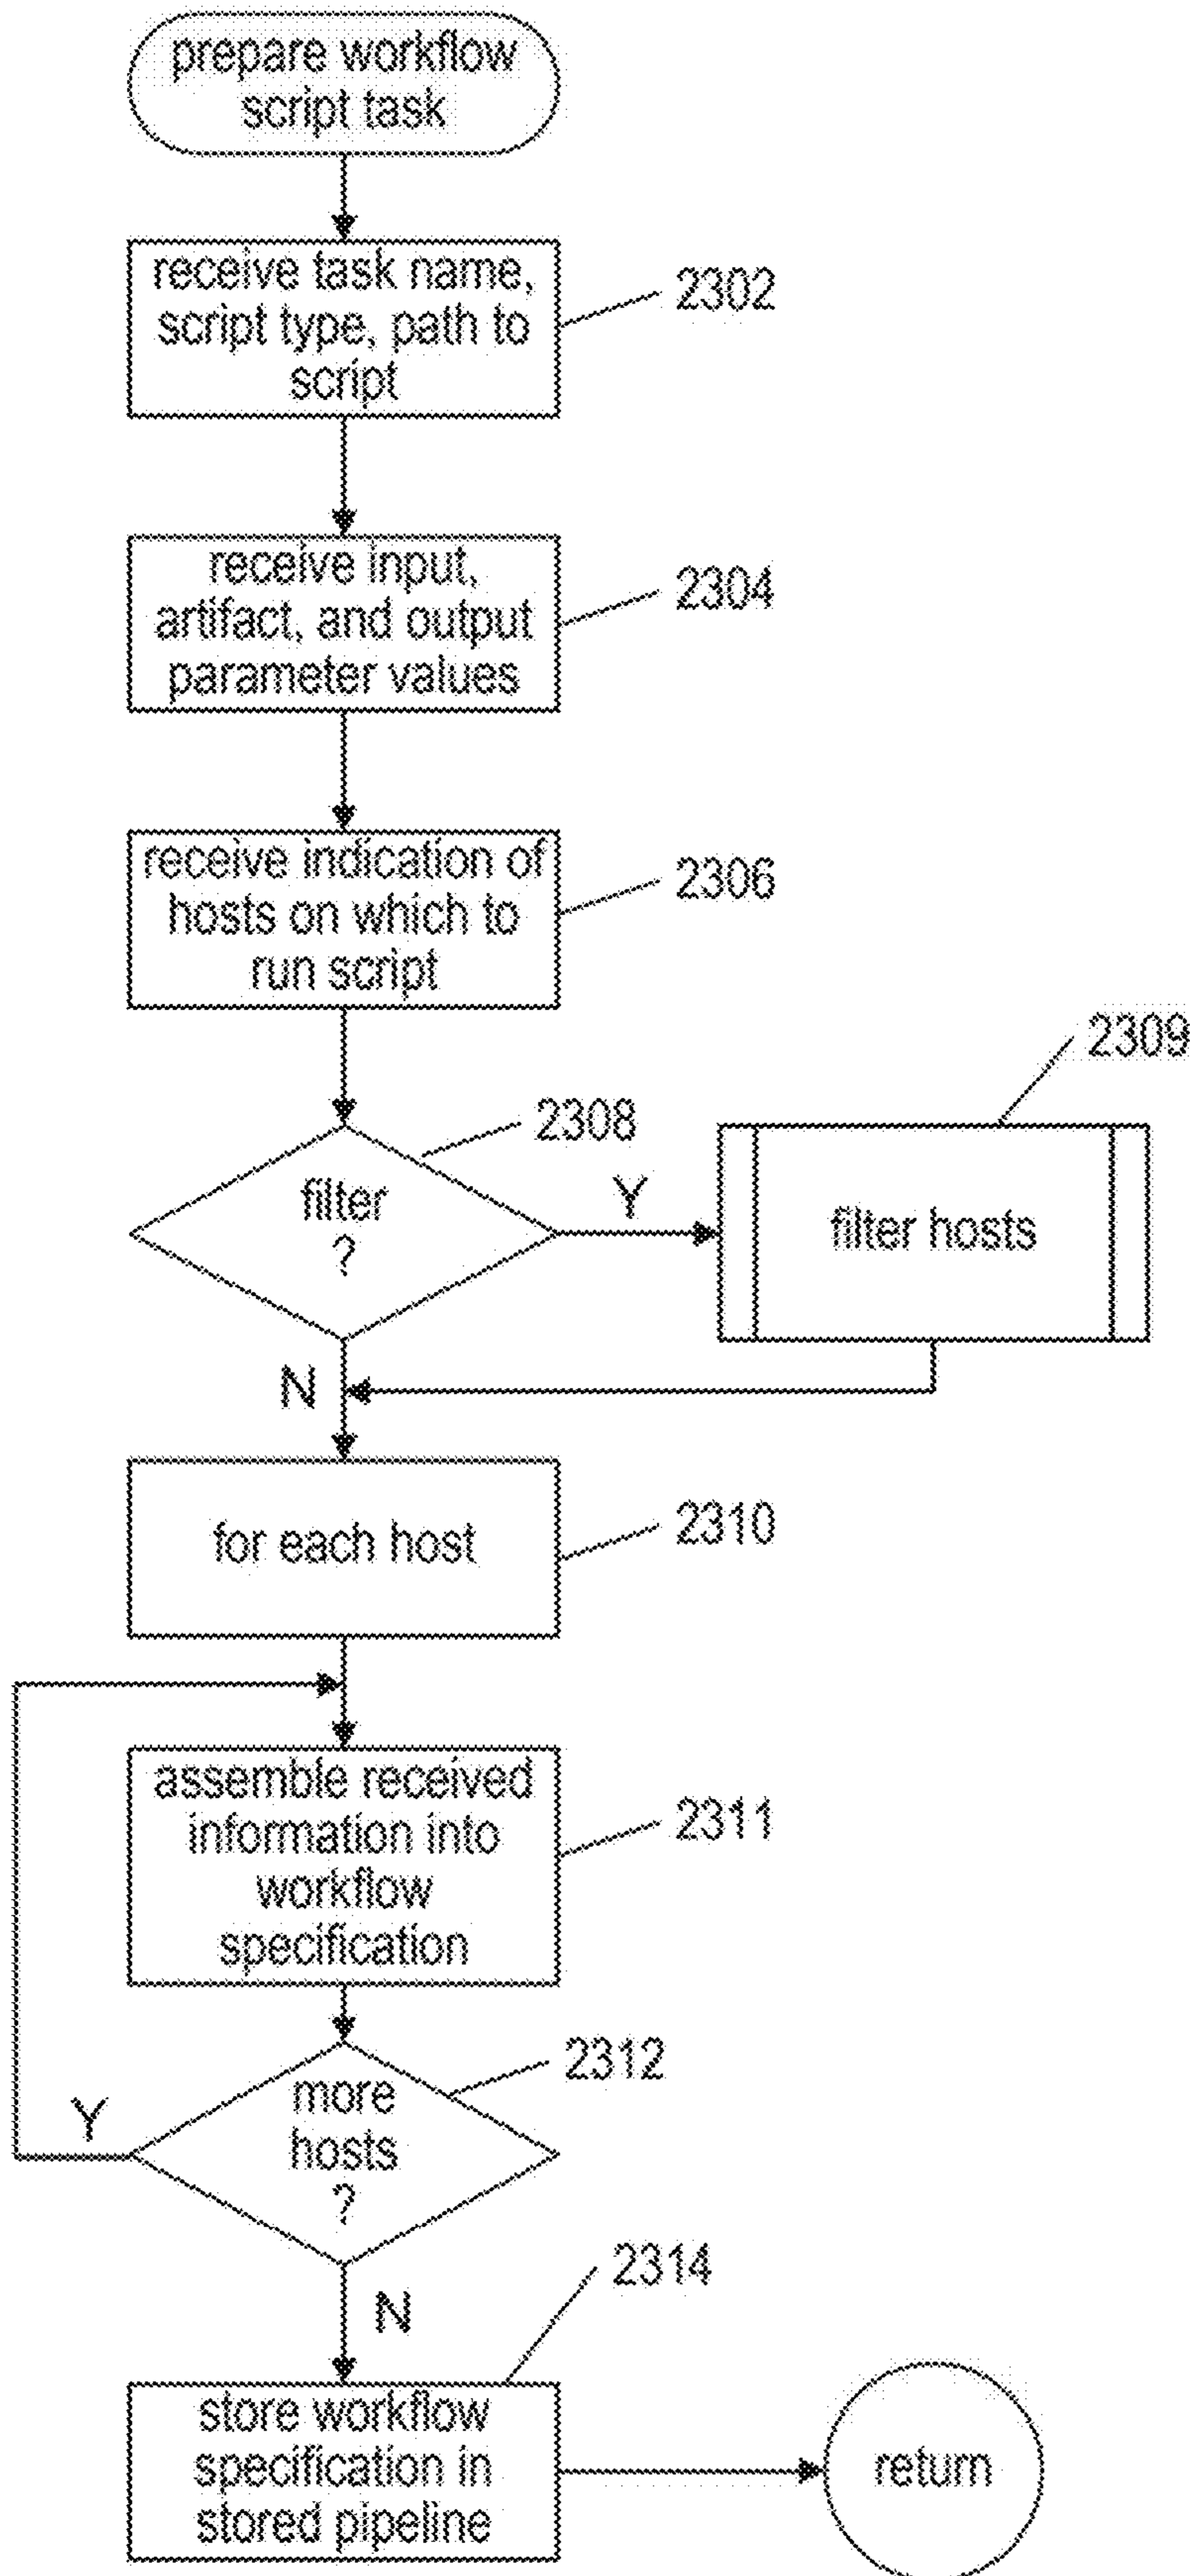 prepare workflow
script task
receive task name,
script type, path to
script
2302
receive input,
artifact, and output
parameter values
2304
receive indication of
hosts on which to
run script
2306
2309
2308
filter
?
Y
filter hosts
N
for each host
2310
assemble received
information into
workflow
specification
2311
2312
more
hosts
?
Y
N
2314
store workflow
specification in
stored pipeline
return